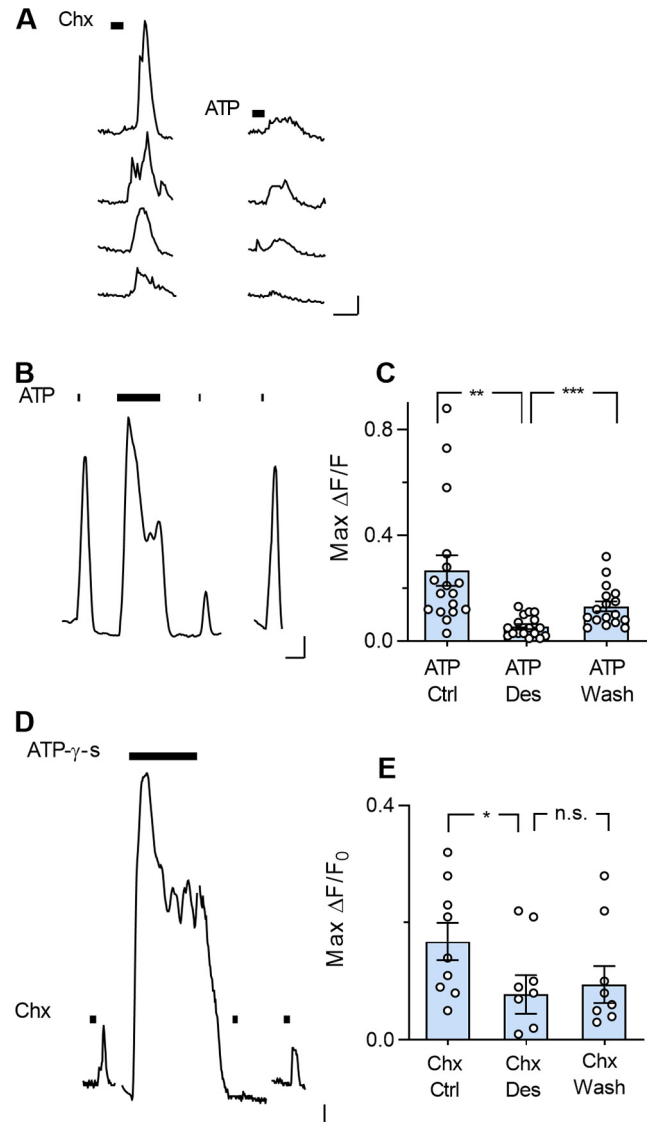 A
Chx
ATP
B
ATP
C
** ***
Max ΔF/F
0.8
0.4
0.0
ATP ATP ATP
Ctrl Des Wash
D
ATP-γ-s
Chx
E
* n.s.
Max ΔF/F₀
0.4
0.0
Chx Chx Chx
Ctrl Des Wash